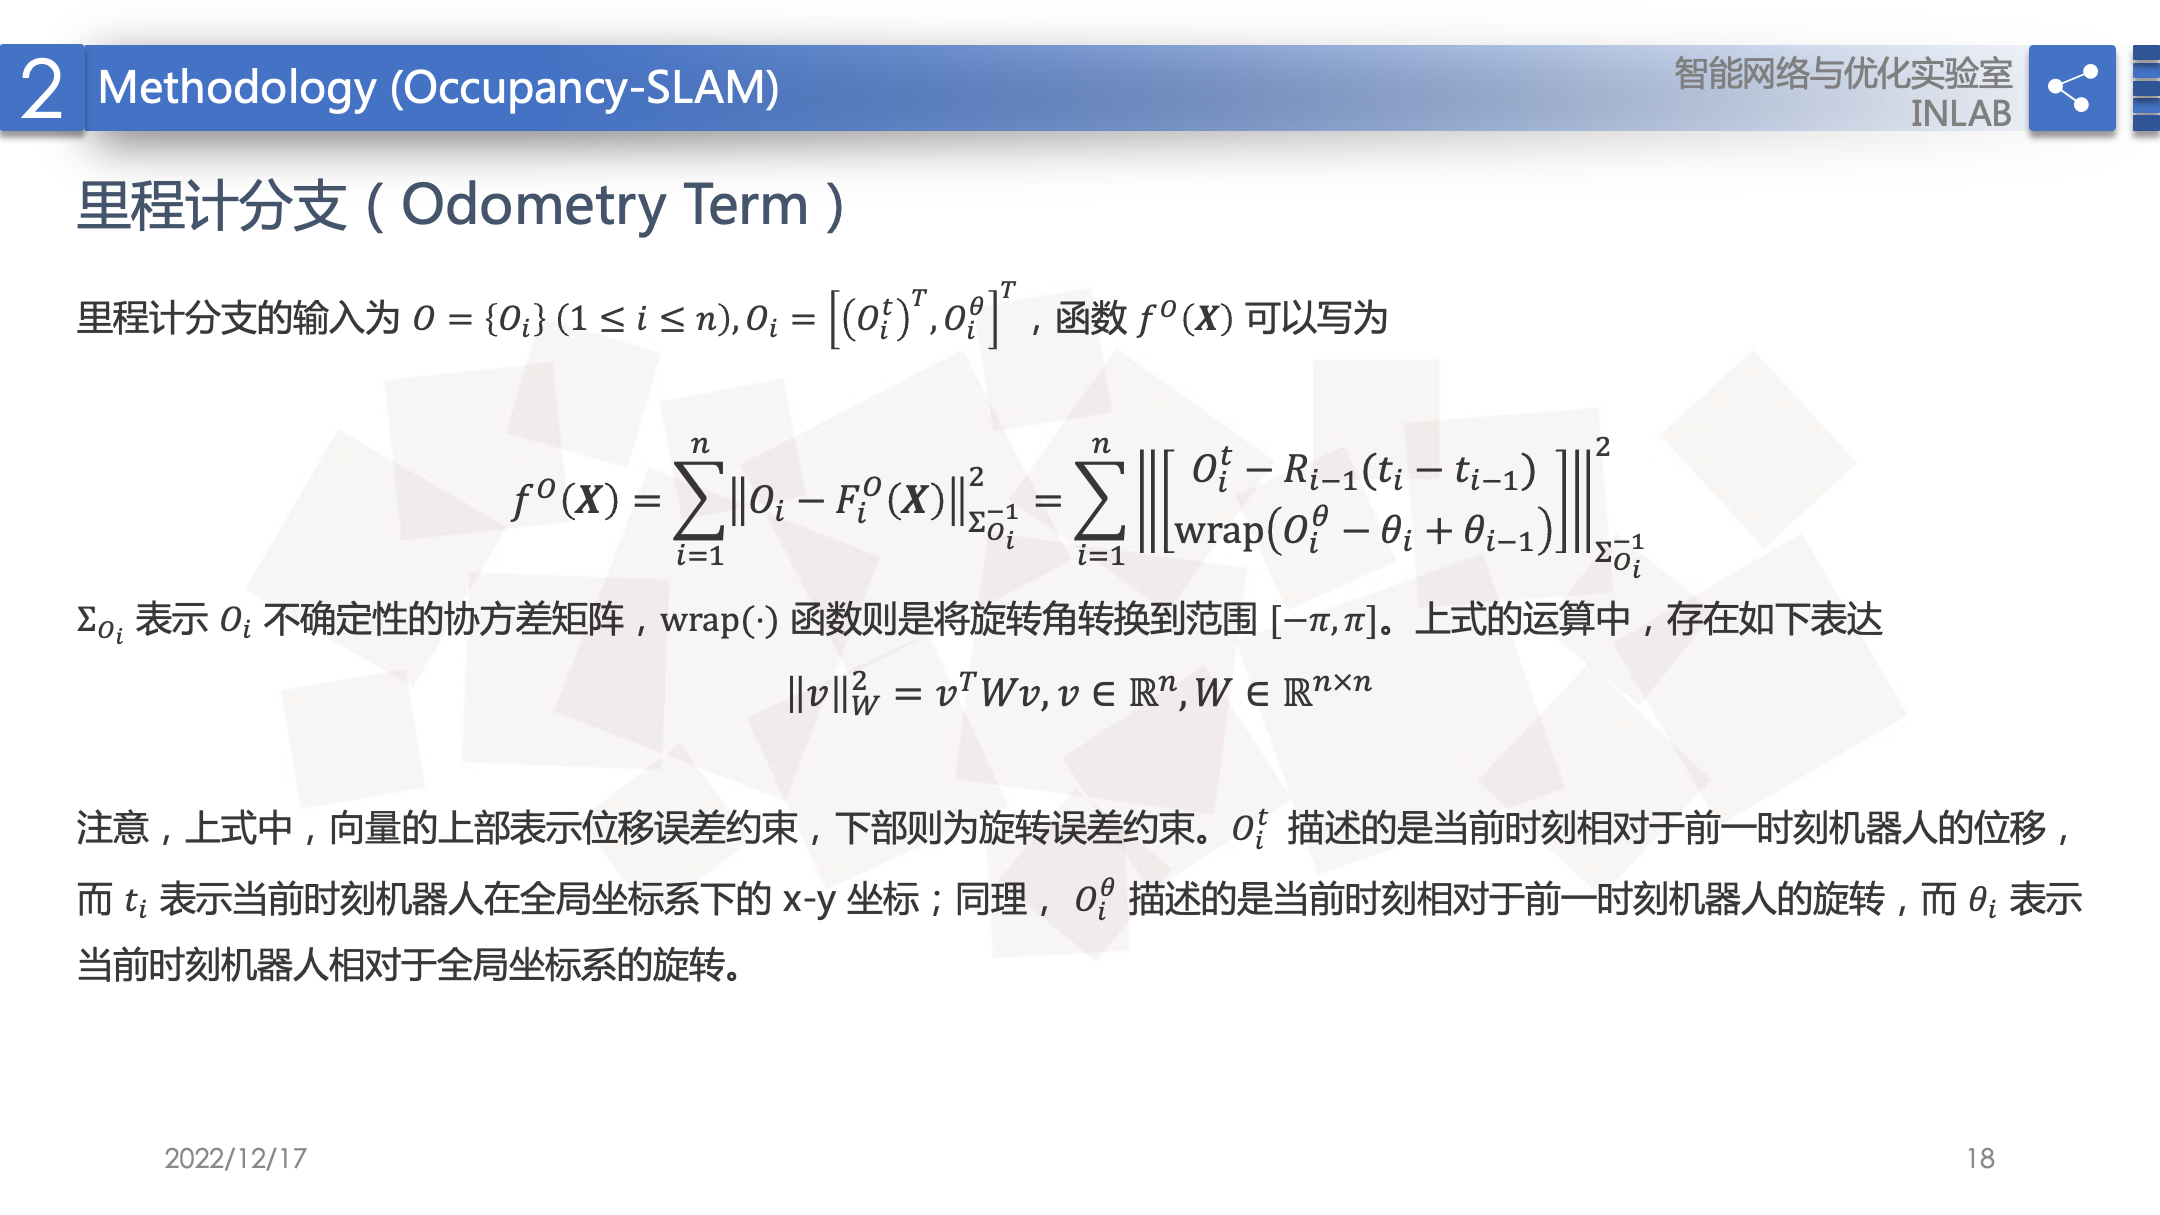 2 Methodology (Occupancy-SLAM)
智能网络与优化实验室
INLAB
里程计分支（Odometry Term）
里程计分支的输入为 $O = \{O_i\}\ (1 \le i \le n), O_i = \left[\left(O_i^t\right)^T, O_i^\theta\right]^T$，函数 $f^O(\boldsymbol{X})$ 可以写为
$f^O(\boldsymbol{X}) = \sum_{i=1}^{n} \left\| O_i - F_i^O(\boldsymbol{X}) \right\|_{\Sigma_{O_i}^{-1}}^2 = \sum_{i=1}^{n} \left\| \begin{bmatrix} O_i^t - R_{i-1}(t_i - t_{i-1}) \\ \mathrm{wrap}(O_i^\theta - \theta_i + \theta_{i-1}) \end{bmatrix} \right\|_{\Sigma_{O_i}^{-1}}^2$
$\Sigma_{O_i}$ 表示 $O_i$ 不确定性的协方差矩阵，wrap(·) 函数则是将旋转角转换到范围 $[-\pi, \pi]$。上式的运算中，存在如下表达
$\|v\|_W^2 = v^T W v, v \in \mathbb{R}^n, W \in \mathbb{R}^{n \times n}$
注意，上式中，向量的上部表示位移误差约束，下部则为旋转误差约束。$O_i^t$ 描述的是当前时刻相对于前一时刻机器人的位移，
而 $t_i$ 表示当前时刻机器人在全局坐标系下的 x-y 坐标；同理， $O_i^\theta$ 描述的是当前时刻相对于前一时刻机器人的旋转，而 $\theta_i$ 表示
当前时刻机器人相对于全局坐标系的旋转。
2022/12/17
18